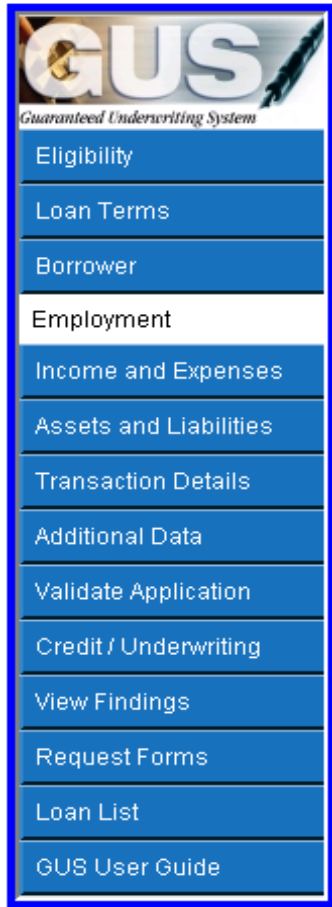 GUS
Guaranteed Underwriting System
Eligibility
Loan Terms
Borrower
Employment
Income and Expenses
Assets and Liabilities
Transaction Details
Additional Data
Validate Application
Credit / Underwriting
View Findings
Request Forms
Loan List
GUS User Guide